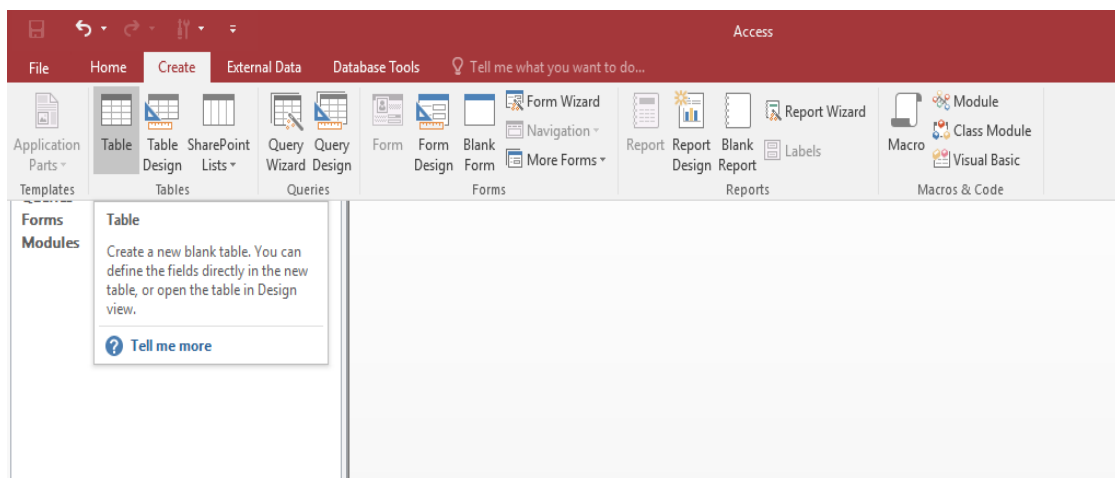 Access
File Home Create External Data Database Tools Tell me what you want to do...
Application Parts
Table
Table Design
SharePoint Lists
Query Wizard
Query Design
Form
Form Design
Blank Form
Form Wizard
Navigation
More Forms
Report
Report Design
Blank Report
Report Wizard
Labels
Macro
Module
Class Module
Visual Basic
Templates Tables Queries Forms Reports Macros & Code
Queries
Forms
Modules
Table
Create a new blank table. You can
define the fields directly in the new
table, or open the table in Design
view.
Tell me more